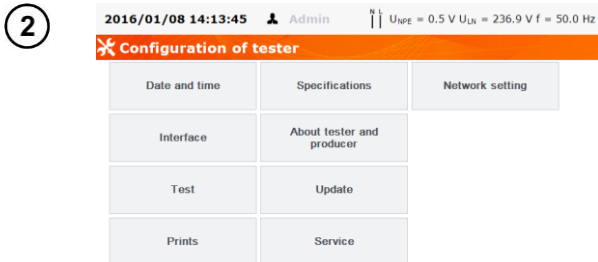 2
2016/01/08 14:13:45 Admin N L UNPE = 0.5 V ULN = 236.9 V f = 50.0 Hz
Configuration of tester
Date and time Specifications Network setting
Interface About tester and
producer
Test Update
Prints Service